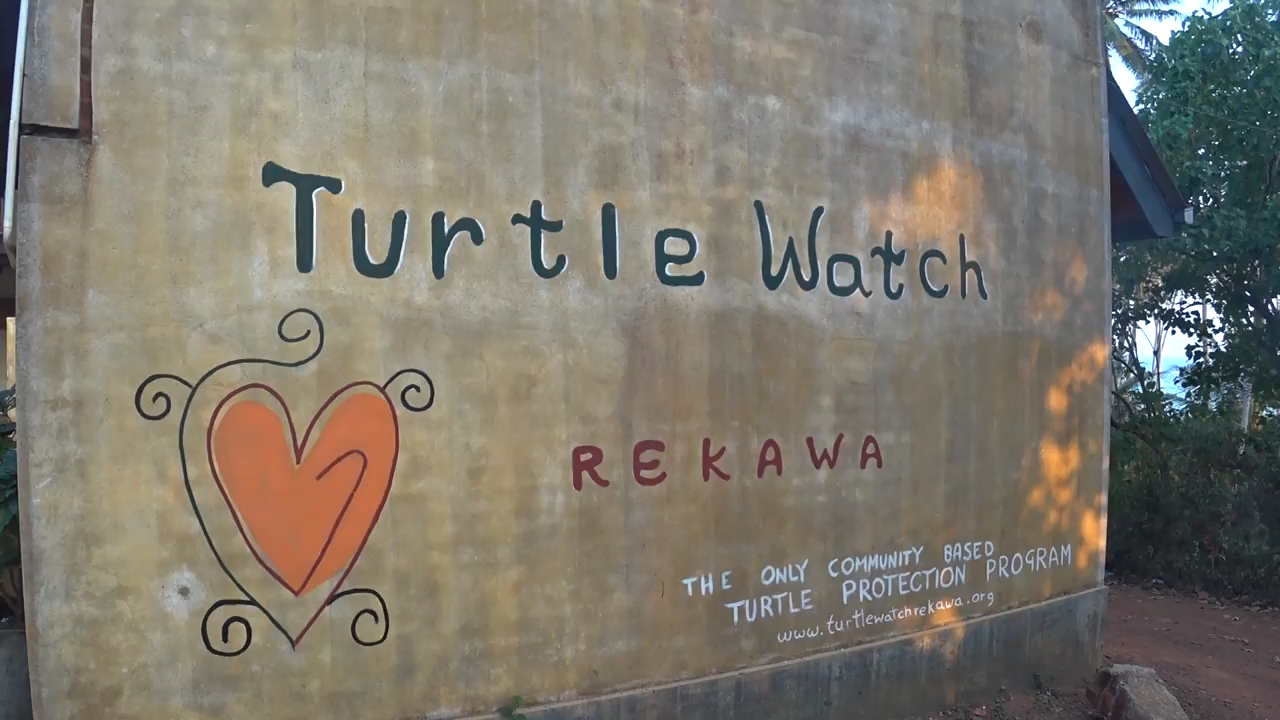 Turtle Watch
REKAWA
THE ONLY COMMUNITY BASED
TURTLE PROTECTION PROGRAM
www.turtlewatchrekawa.org